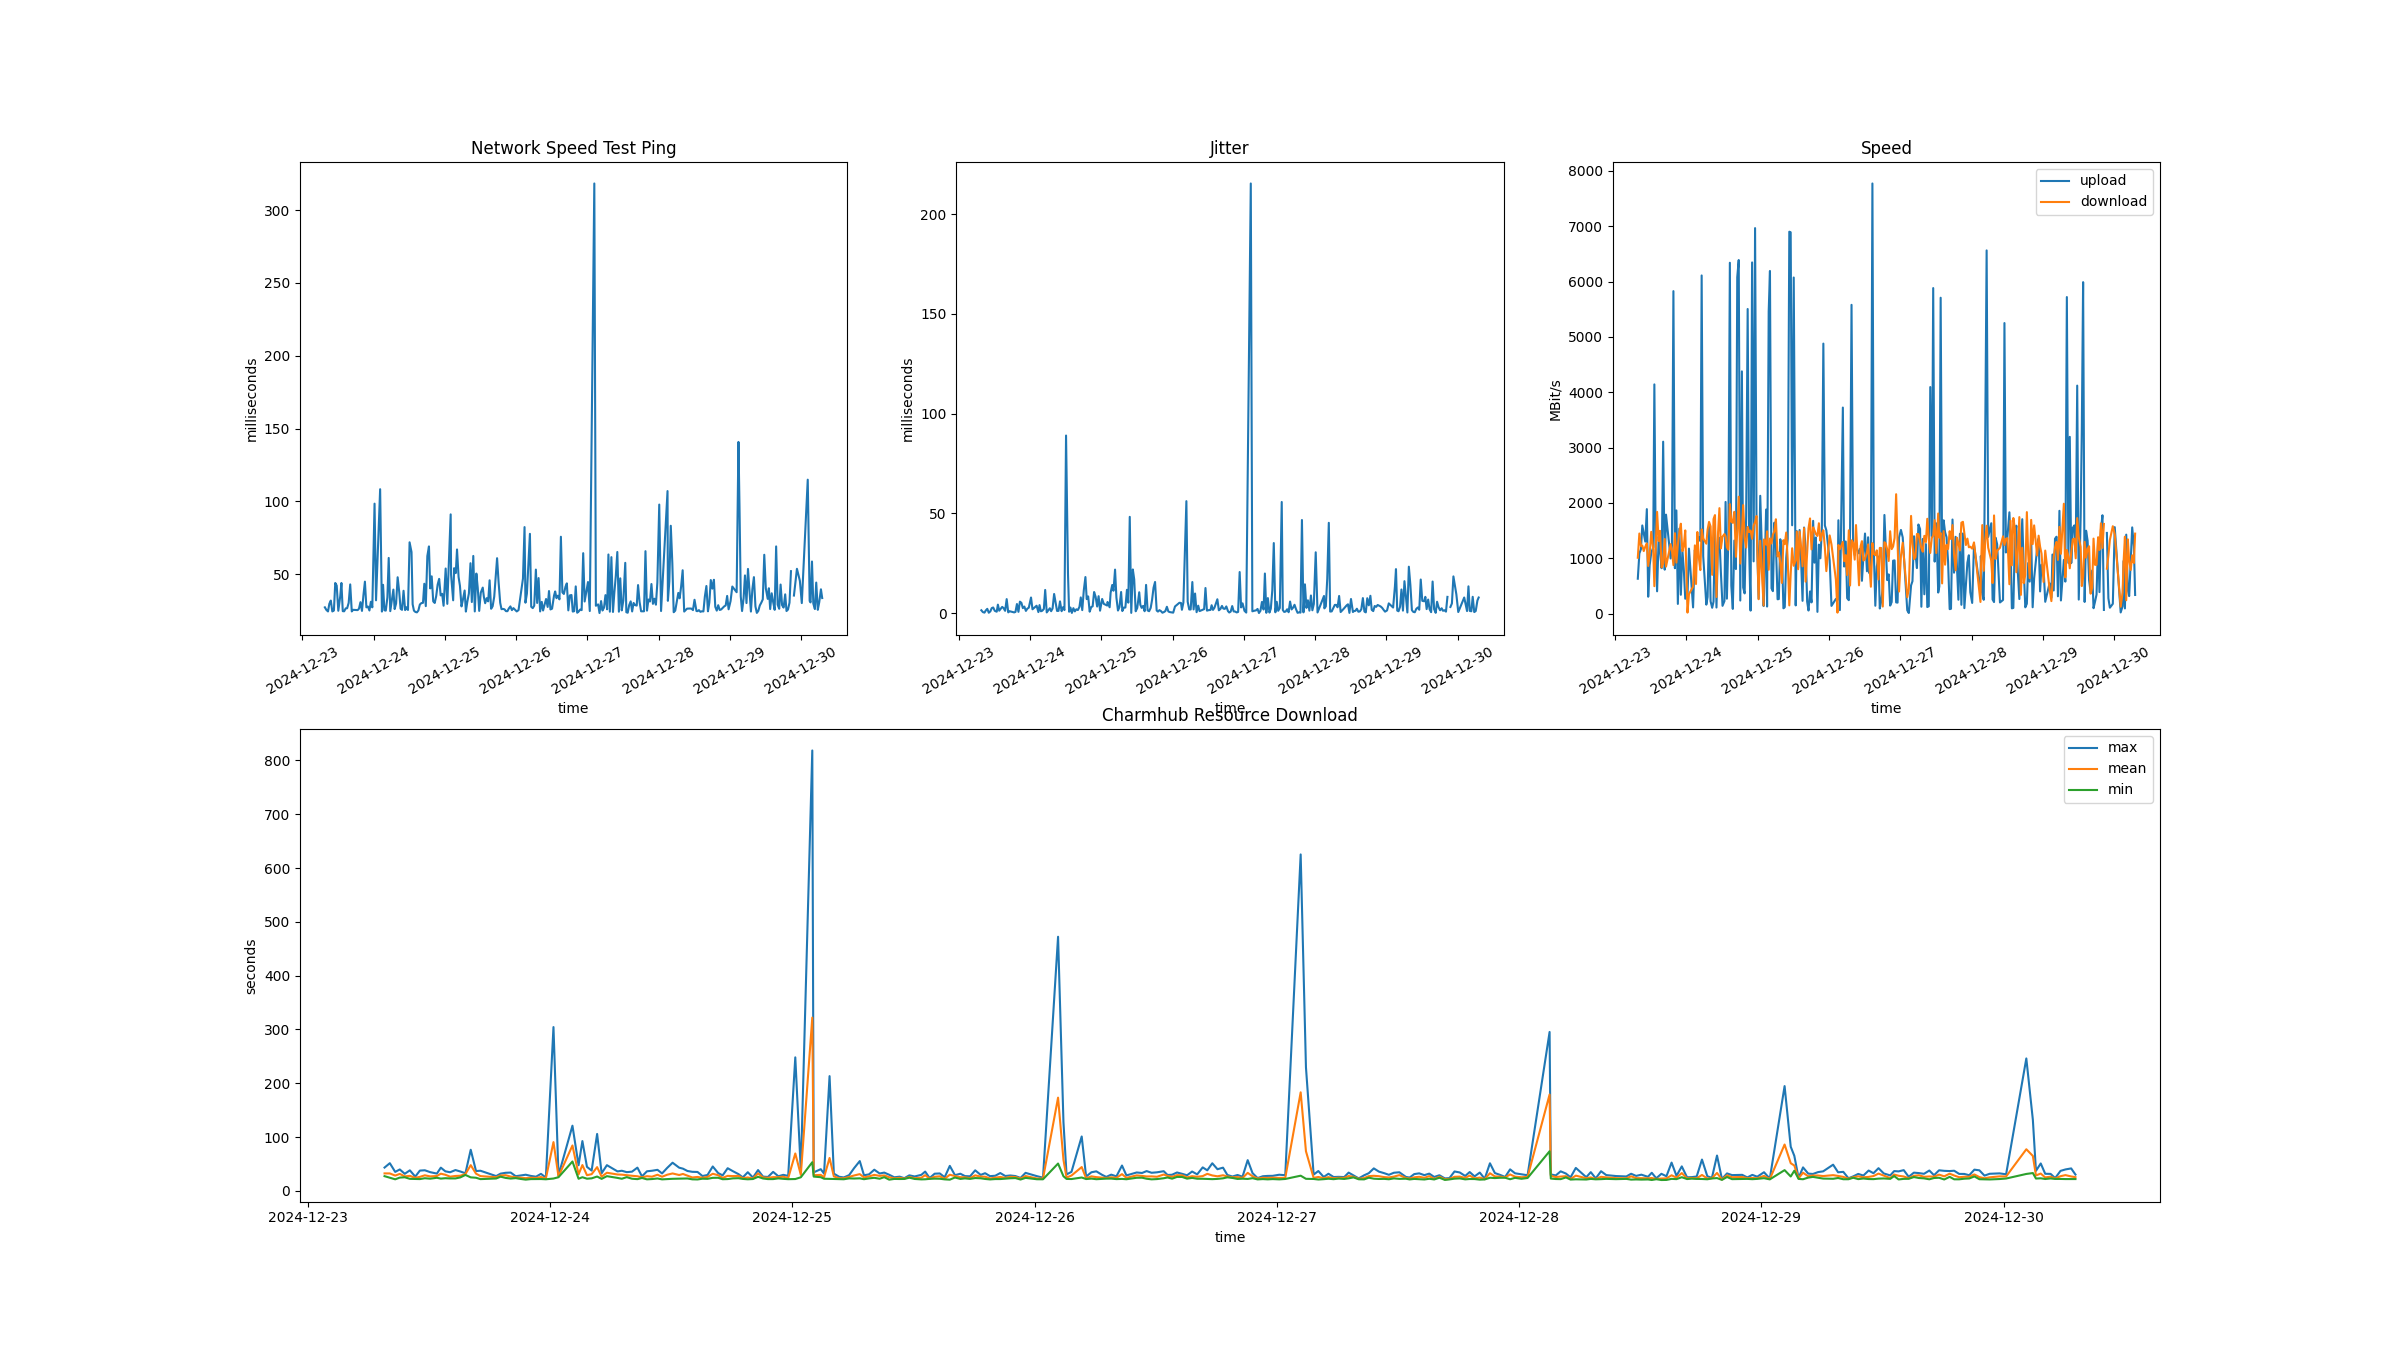 Network Speed Test Ping
milliseconds
300
250
200
150
100
50
2024-12-23 2024-12-24 2024-12-25 2024-12-26 2024-12-27 2024-12-28 2024-12-29 2024-12-30
time
Jitter
milliseconds
200
150
100
50
0
2024-12-23 2024-12-24 2024-12-25 2024-12-26 2024-12-27 2024-12-28 2024-12-29 2024-12-30
time
Speed
MBit/s
8000
7000
6000
5000
4000
3000
2000
1000
0
upload
download
2024-12-23 2024-12-24 2024-12-25 2024-12-26 2024-12-27 2024-12-28 2024-12-29 2024-12-30
time
Charmhub Resource Download
seconds
800
700
600
500
400
300
200
100
0
max
mean
min
2024-12-23 2024-12-24 2024-12-25 2024-12-26 2024-12-27 2024-12-28 2024-12-29 2024-12-30
time